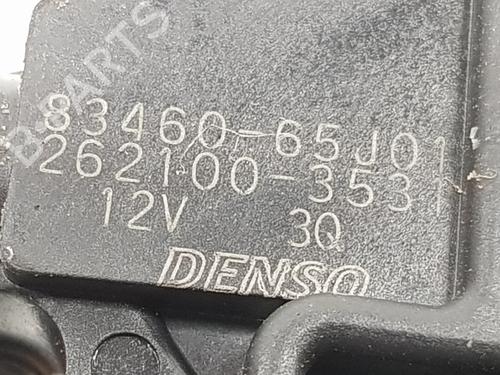 B-PARTS
83460-65J01
262100-3531
12V 3Q
DENSO